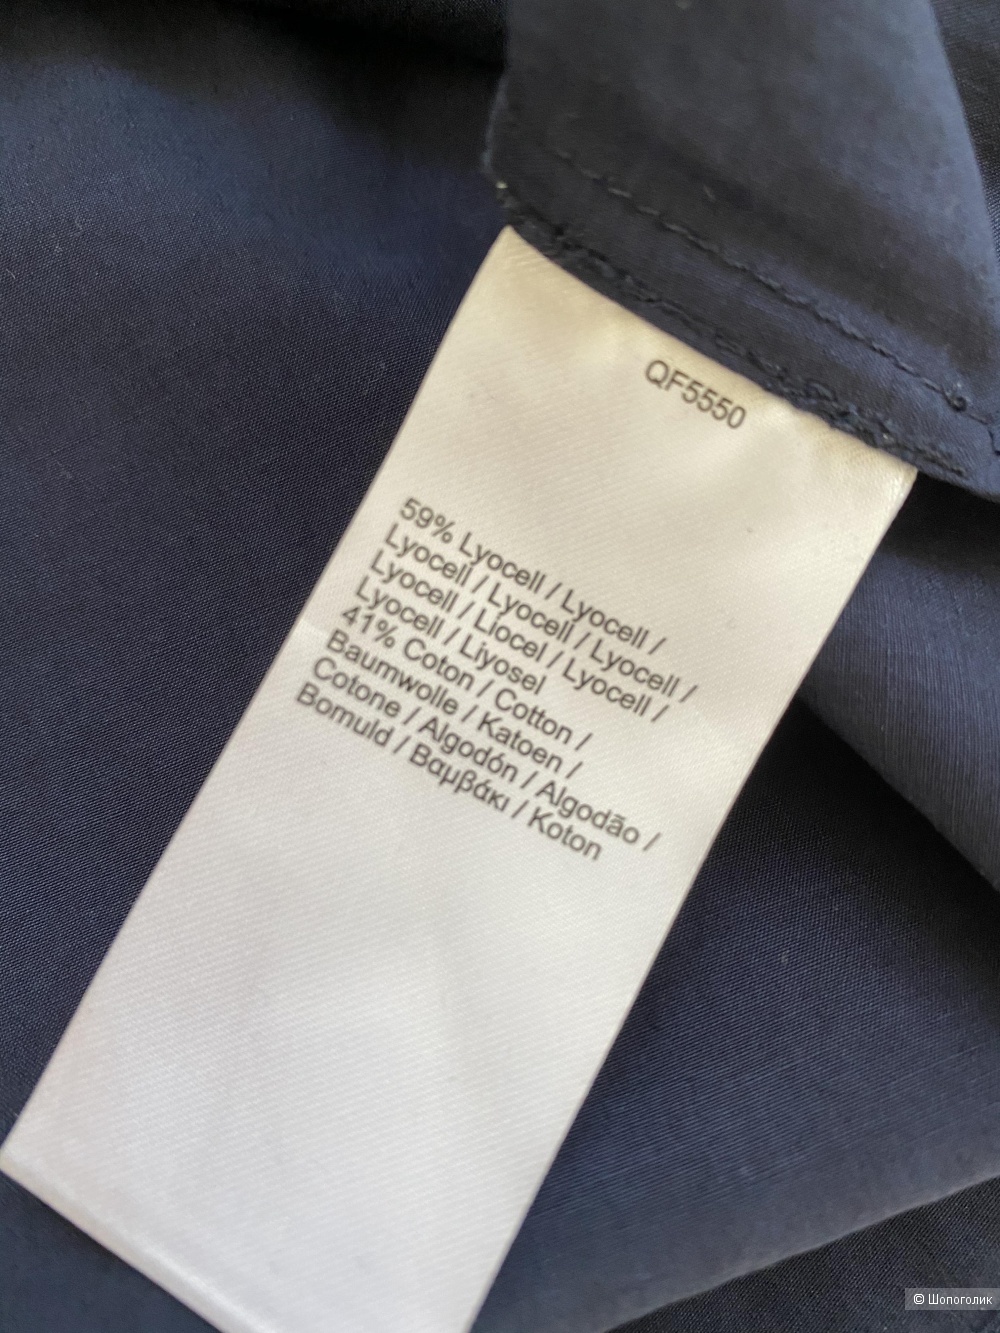 QF5550
59% Lyocell / Lyocell /
Lyocell / Lyocell / Lyocell /
Lyocell / Liocel / Lyocell /
Lyocell / Liyosel
41% Coton / Cotton /
Baumwolle / Katoen /
Cotone / Algodón / Algodão /
Bomuld / Βαμβάκι / Koton
© Шопоголик